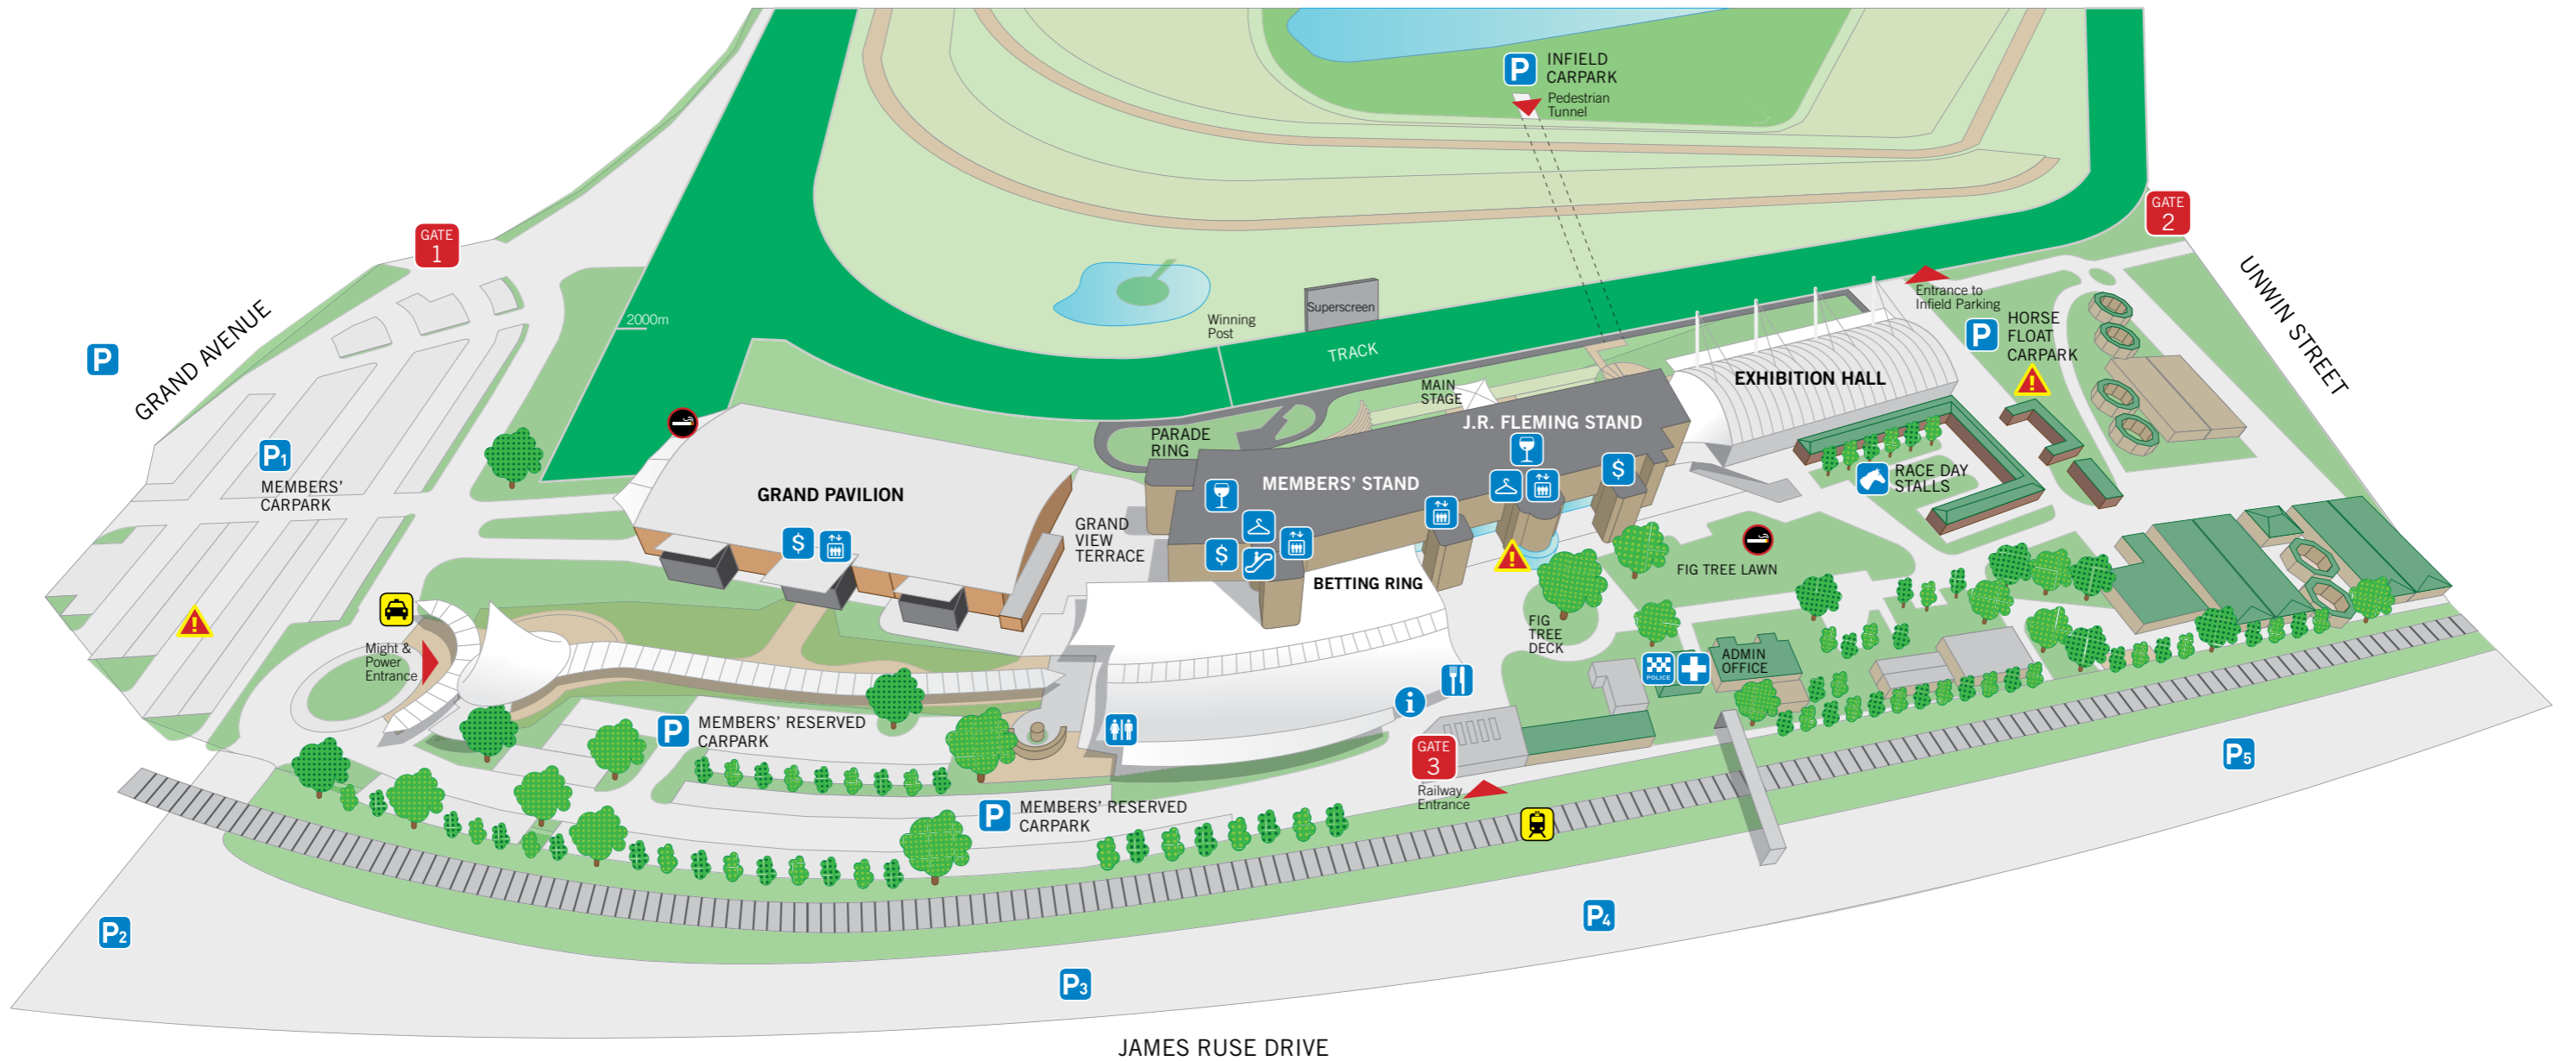 P
INFIELD
CARPARK
Pedestrian
Tunnel
GATE
1
GATE
2
GRAND AVENUE
UNWIN STREET
2000m
Superscreen
Winning
Post
TRACK
Entrance to
Infield Parking
P
HORSE
FLOAT
CARPARK
!
P
MAIN
STAGE
EXHIBITION HALL
J.R. FLEMING STAND
PARADE
RING
P1
MEMBERS'
CARPARK
GRAND PAVILION
MEMBERS' STAND
$
RACE DAY
STALLS
GRAND
VIEW
TERRACE
$
$
!
FIG TREE LAWN
BETTING RING
!
Might &
Power
Entrance
FIG
TREE
DECK
POLICE
ADMIN
OFFICE
i
P
MEMBERS' RESERVED
CARPARK
GATE
3
Railway
Entrance
P
MEMBERS' RESERVED
CARPARK
P5
P2
P4
P3
JAMES RUSE DRIVE